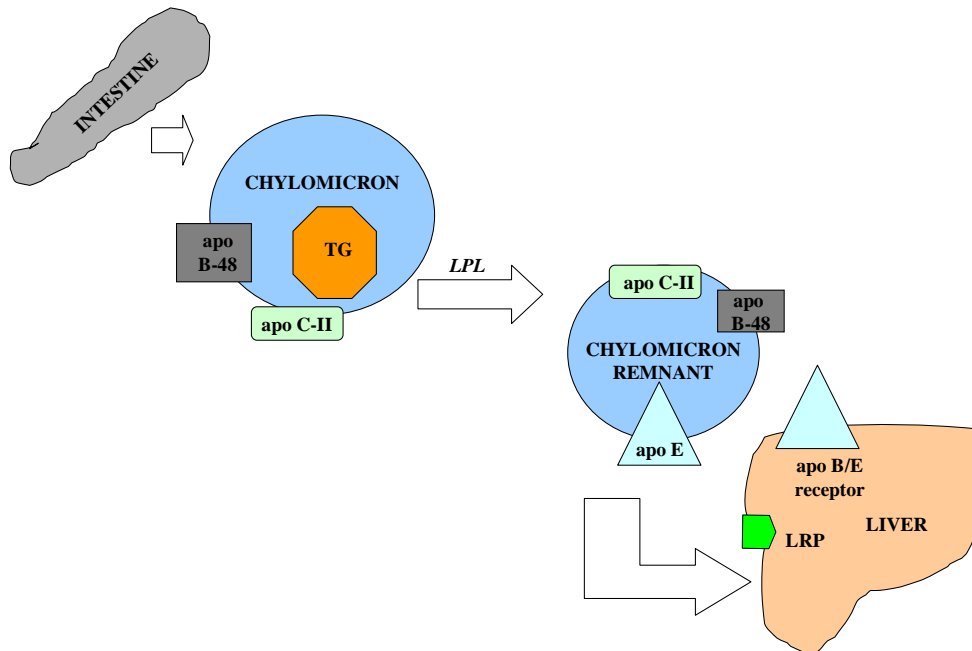 INTESTINE
CHYLOMICRON
apo
B-48
TG
apo C-II
LPL
apo C-II
apo
B-48
CHYLOMICRON
REMNANT
apo E
apo B/E
receptor
LRP
LIVER